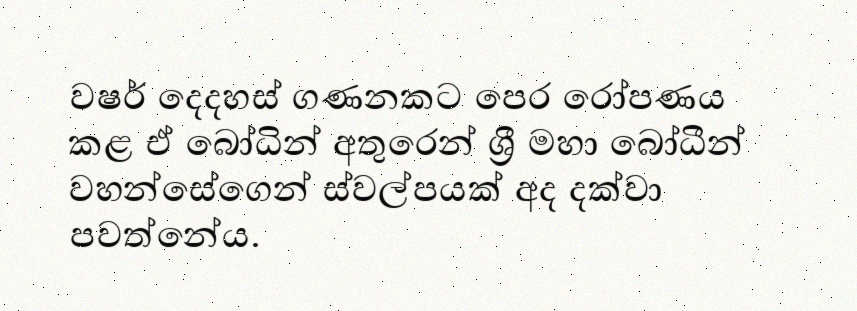 වෂර් දෙදහස් ගණනකට පෙර රෝපණය
කළ ඒ බෝධින් අතුරෙන් ශ්‍රී මහා බෝධීන්
වහන්සේගෙන් ස්වල්පයක් අද දක්වා
පවත්නේය.